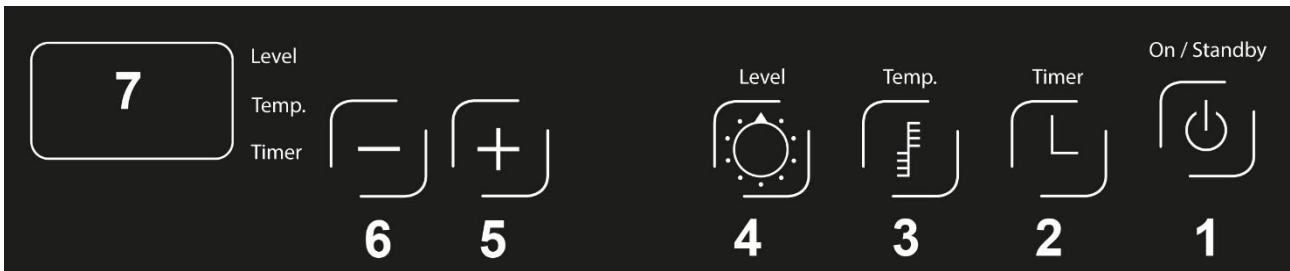 On / Standby
7
Level
Temp.
Timer
Level
Temp.
Timer
6
5
4
3
2
1